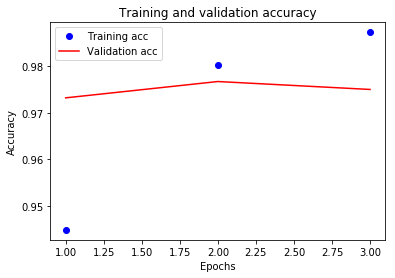 Training and validation accuracy
Training acc
Validation acc
0.98
0.97
0.96
0.95
Accuracy
1.00 1.25 1.50 1.75 2.00 2.25 2.50 2.75 3.00
Epochs